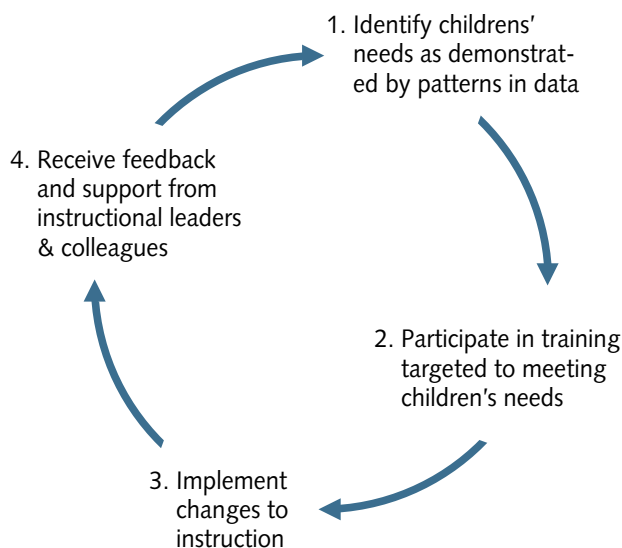 1. Identify childrens’
needs as demonstrat-
ed by patterns in data
4. Receive feedback
and support from
instructional leaders
& colleagues
2. Participate in training
targeted to meeting
children’s needs
3. Implement
changes to
instruction